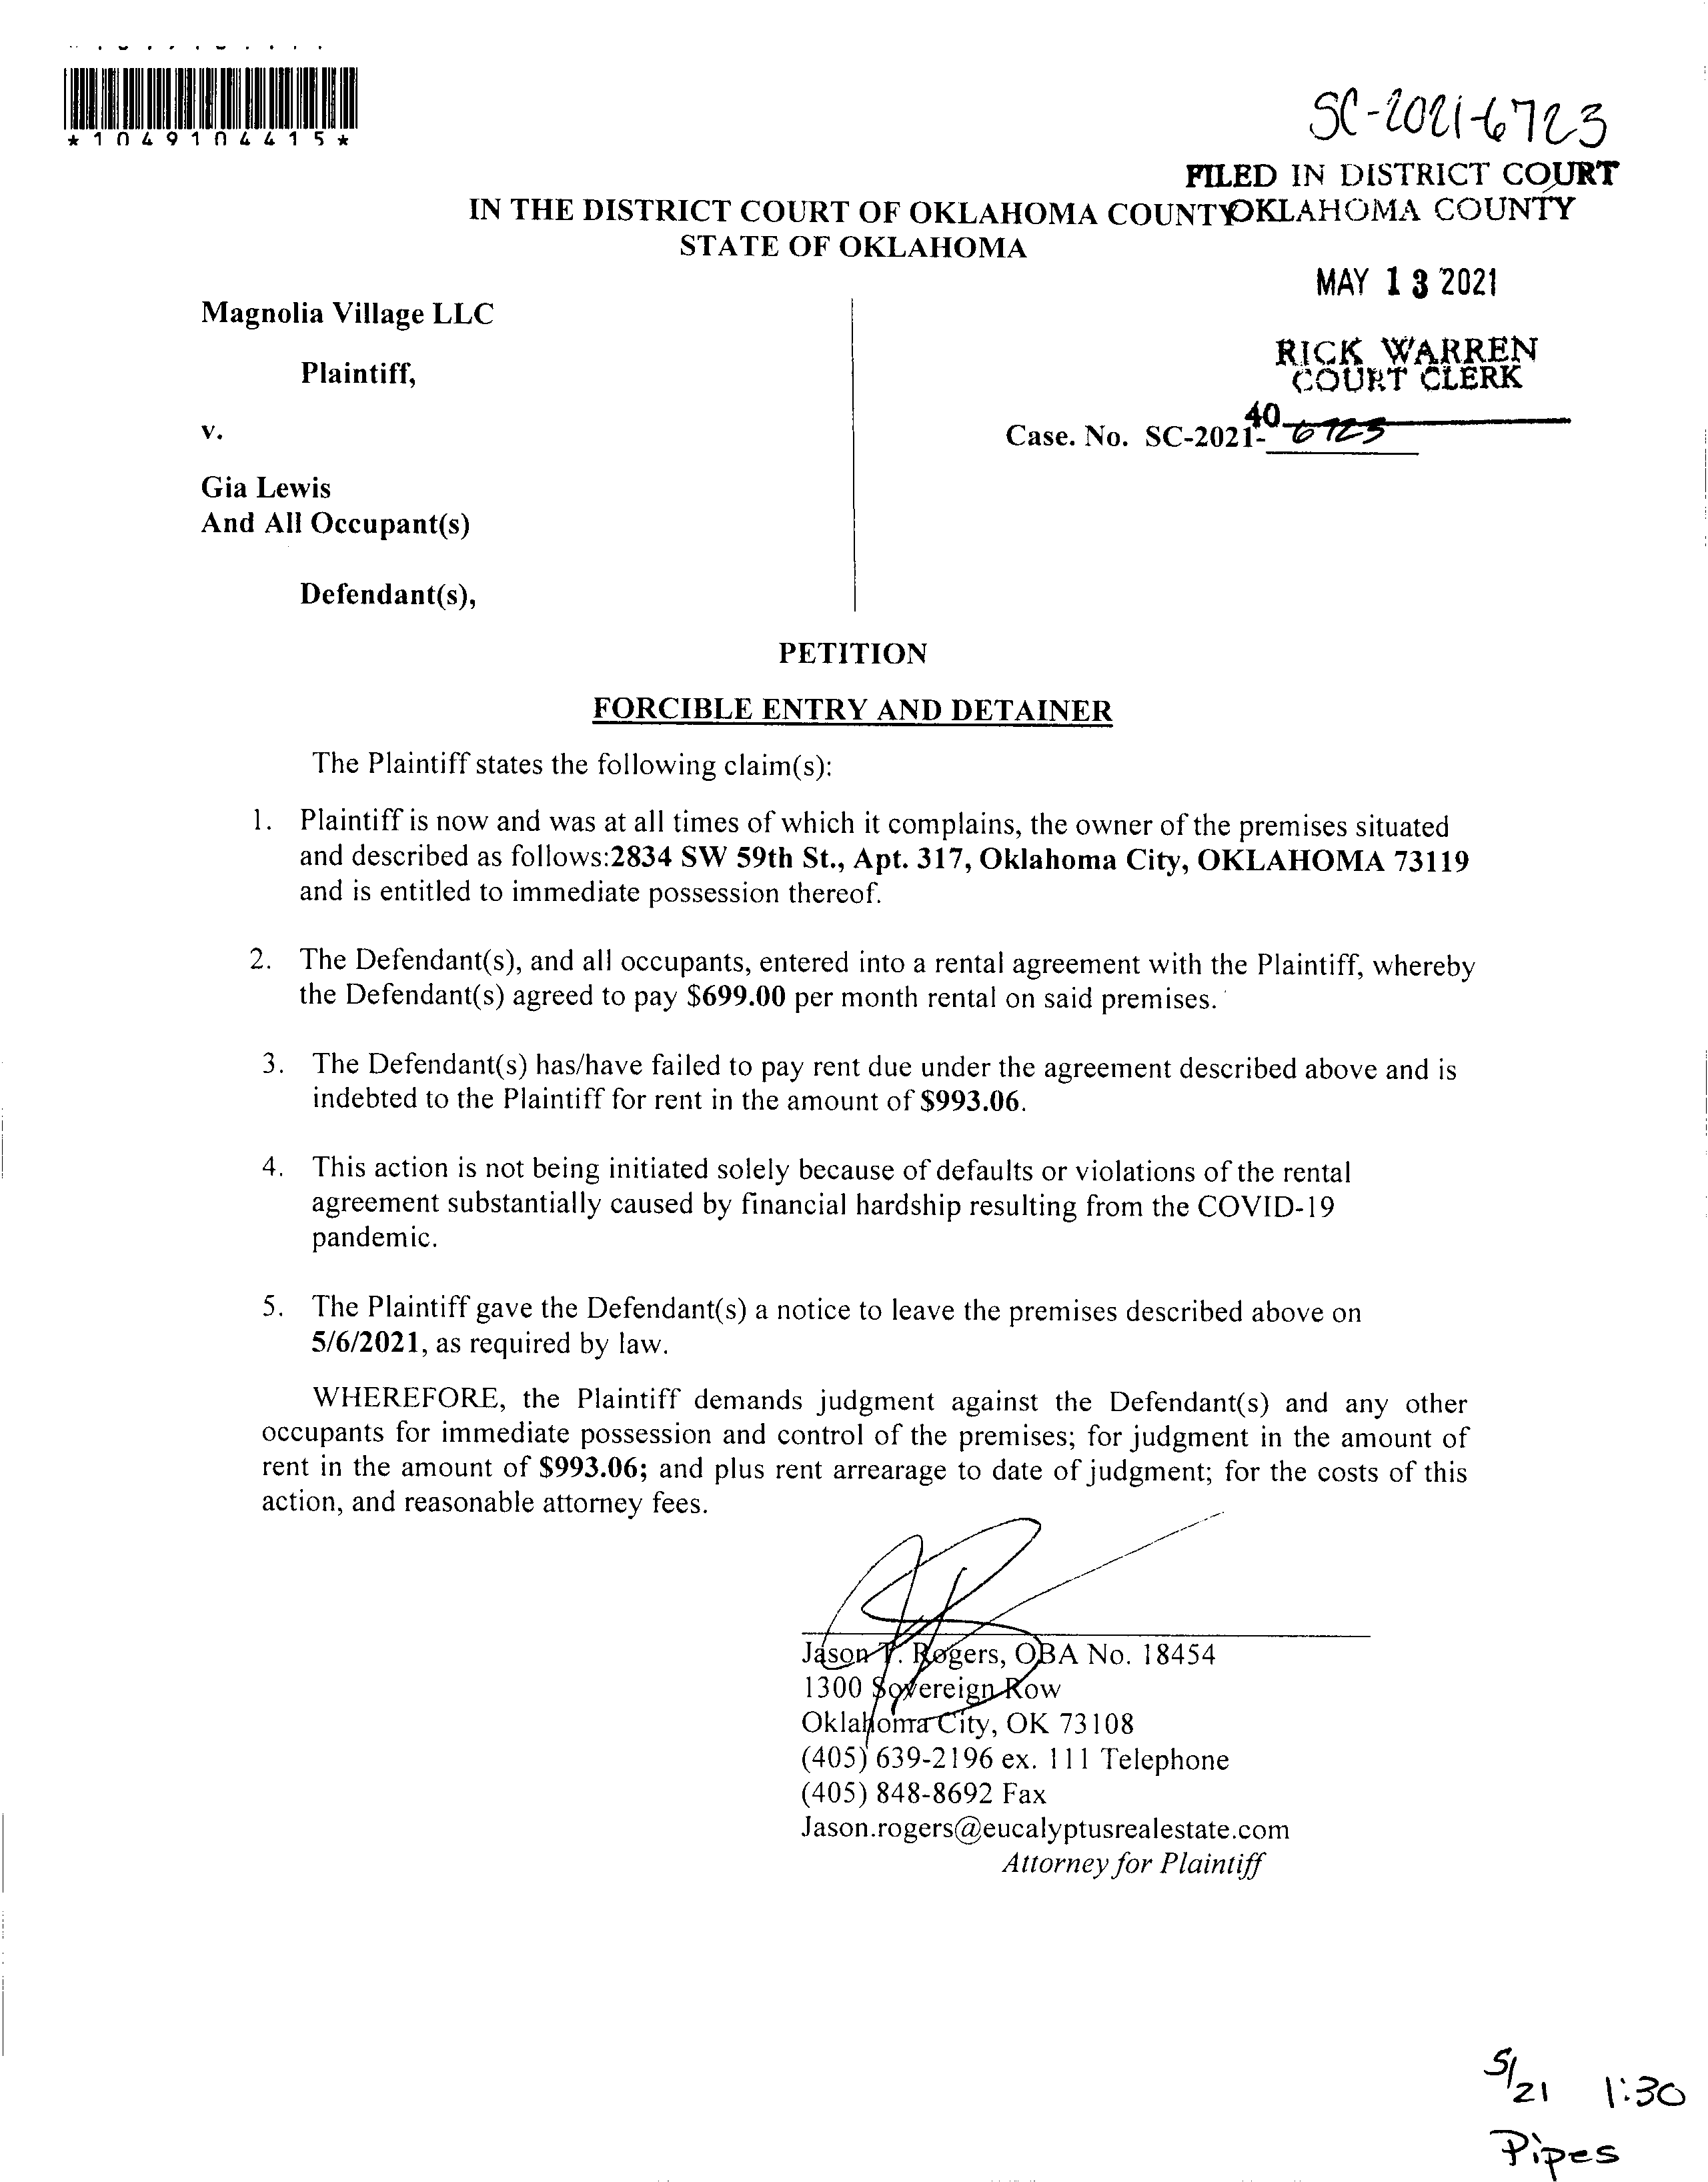 *1049104415*
SC-2021-6723
FILED IN DISTRICT COURT
OKLAHOMA COUNTY
IN THE DISTRICT COURT OF OKLAHOMA COUNTY
STATE OF OKLAHOMA
MAY 13 2021
Magnolia Village LLC
RICK WARREN
COURT CLERK
Plaintiff,
40
v.
Case. No. SC-2021- 6723
Gia Lewis
And All Occupant(s)
Defendant(s),
PETITION
FORCIBLE ENTRY AND DETAINER
The Plaintiff states the following claim(s):
1. Plaintiff is now and was at all times of which it complains, the owner of the premises situated
and described as follows:2834 SW 59th St., Apt. 317, Oklahoma City, OKLAHOMA 73119
and is entitled to immediate possession thereof.
2. The Defendant(s), and all occupants, entered into a rental agreement with the Plaintiff, whereby
the Defendant(s) agreed to pay $699.00 per month rental on said premises.
3. The Defendant(s) has/have failed to pay rent due under the agreement described above and is
indebted to the Plaintiff for rent in the amount of $993.06.
4. This action is not being initiated solely because of defaults or violations of the rental
agreement substantially caused by financial hardship resulting from the COVID-19
pandemic.
5. The Plaintiff gave the Defendant(s) a notice to leave the premises described above on
5/6/2021, as required by law.
WHEREFORE, the Plaintiff demands judgment against the Defendant(s) and any other
occupants for immediate possession and control of the premises; for judgment in the amount of
rent in the amount of $993.06; and plus rent arrearage to date of judgment; for the costs of this
action, and reasonable attorney fees.
Jason T. Rogers, OBA No. 18454
1300 Sovereign Row
Oklahoma City, OK 73108
(405) 639-2196 ex. 111 Telephone
(405) 848-8692 Fax
Jason.rogers@eucalyptusrealestate.com
Attorney for Plaintiff
5/21 1:30
Pipes